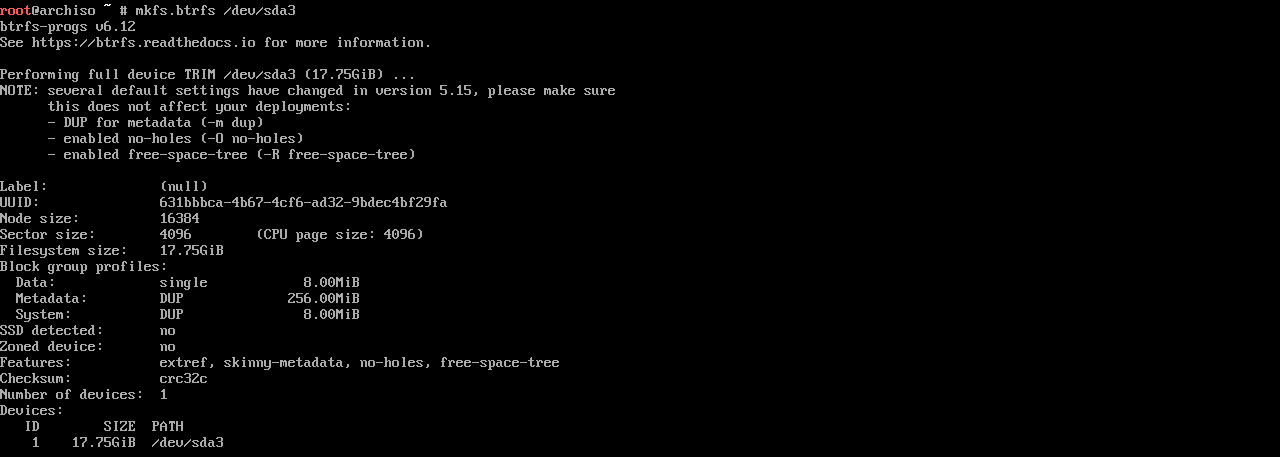 root@archiso ~ # mkfs.btrfs /dev/sda3
btrfs-progs v6.12
See https://btrfs.readthedocs.io for more information.

Performing full device TRIM /dev/sda3 (17.75GiB) ...
NOTE: several default settings have changed in version 5.15, please make sure
      this does not affect your deployments:
      - DUP for metadata (-m dup)
      - enabled no-holes (-O no-holes)
      - enabled free-space-tree (-R free-space-tree)

Label:              (null)
UUID:               631bbbca-4b67-4cf6-ad32-9bdec4bf29fa
Node size:          16384
Sector size:        4096        (CPU page size: 4096)
Filesystem size:    17.75GiB
Block group profiles:
  Data:             single            8.00MiB
  Metadata:         DUP             256.00MiB
  System:           DUP               8.00MiB
SSD detected:       no
Zoned device:       no
Features:           extref, skinny-metadata, no-holes, free-space-tree
Checksum:           crc32c
Number of devices:  1
Devices:
   ID        SIZE  PATH
    1    17.75GiB  /dev/sda3